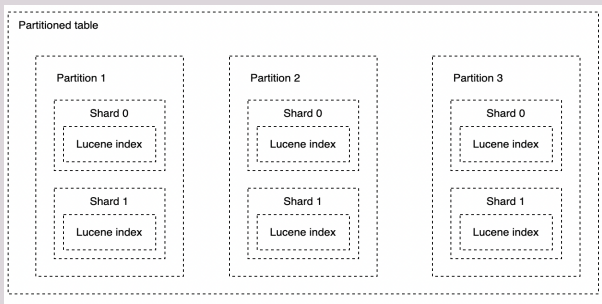 Partitioned table
Partition 1
Shard 0
Lucene index
Shard 1
Lucene index
Partition 2
Shard 0
Lucene index
Shard 1
Lucene index
Partition 3
Shard 0
Lucene index
Shard 1
Lucene index